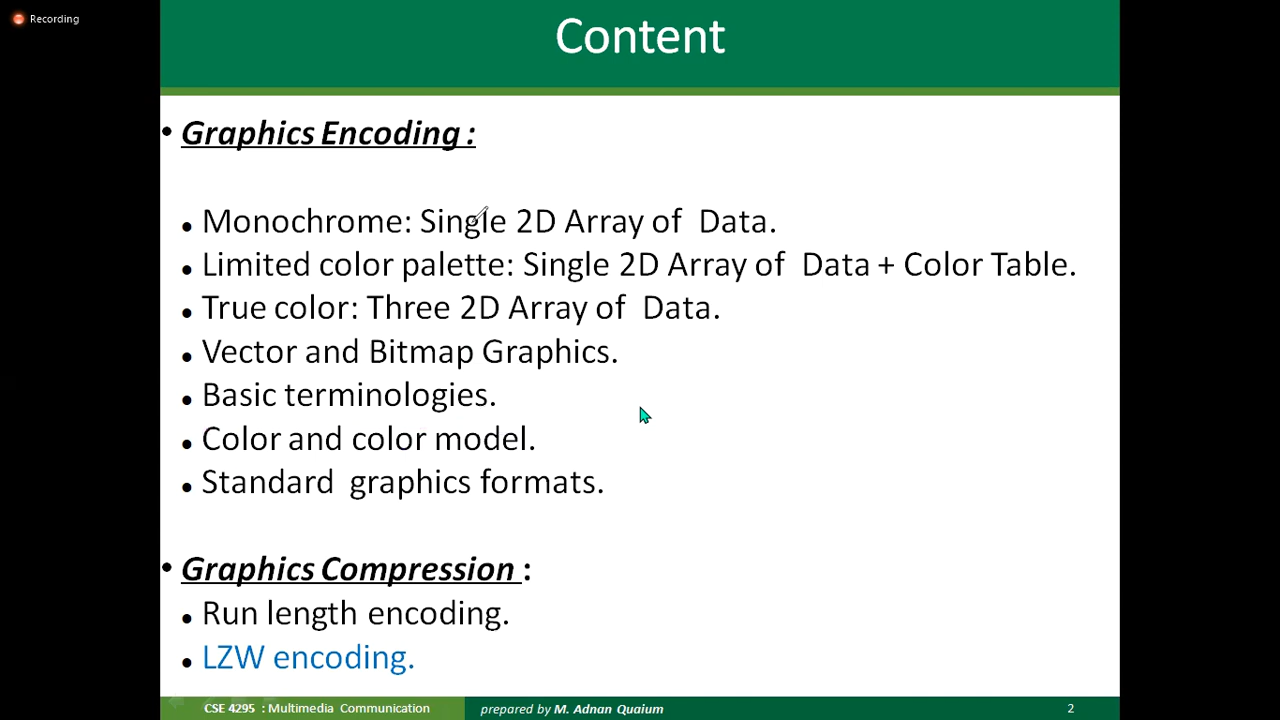 Recording
Content
• Graphics Encoding :
• Monochrome: Single 2D Array of Data.
• Limited color palette: Single 2D Array of Data + Color Table.
• True color: Three 2D Array of Data.
• Vector and Bitmap Graphics.
• Basic terminologies.
• Color and color model.
• Standard graphics formats.
• Graphics Compression :
• Run length encoding.
• LZW encoding.
CSE 4295 : Multimedia Communication prepared by M. Adnan Quaium 2